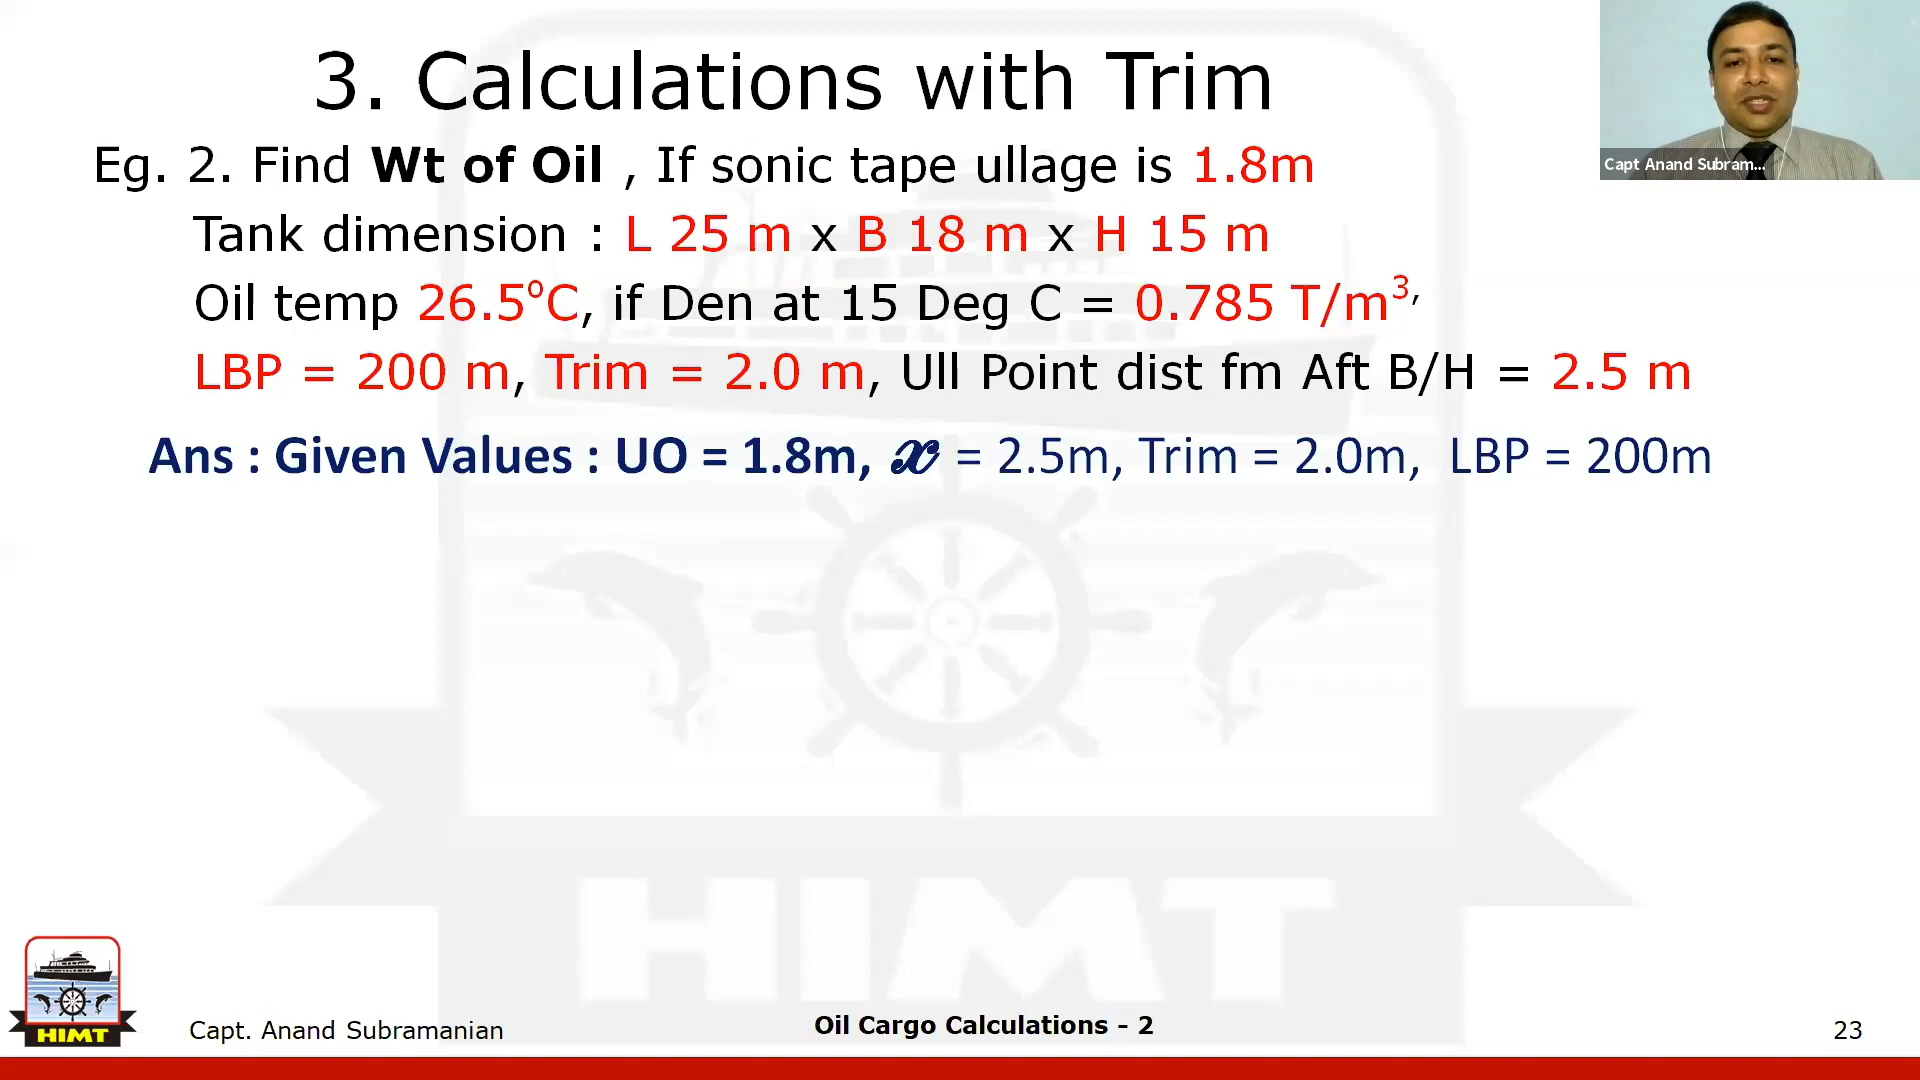 3. Calculations with Trim
Capt Anand Subram...
Eg. 2. Find Wt of Oil , If sonic tape ullage is 1.8m
Tank dimension : L 25 m x B 18 m x H 15 m
Oil temp 26.5°C, if Den at 15 Deg C = 0.785 T/m³,
LBP = 200 m, Trim = 2.0 m, Ull Point dist fm Aft B/H = 2.5 m
Ans : Given Values : UO = 1.8m, 𝓍 = 2.5m, Trim = 2.0m, LBP = 200m
HIMT
HIMT
Capt. Anand Subramanian
Oil Cargo Calculations - 2
23